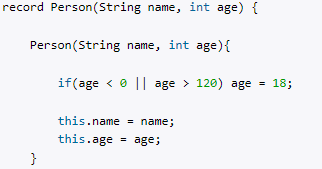 record Person(String name, int age) {
Person(String name, int age){
if(age < 0 || age > 120) age = 18;
this.name = name;
this.age = age;
}